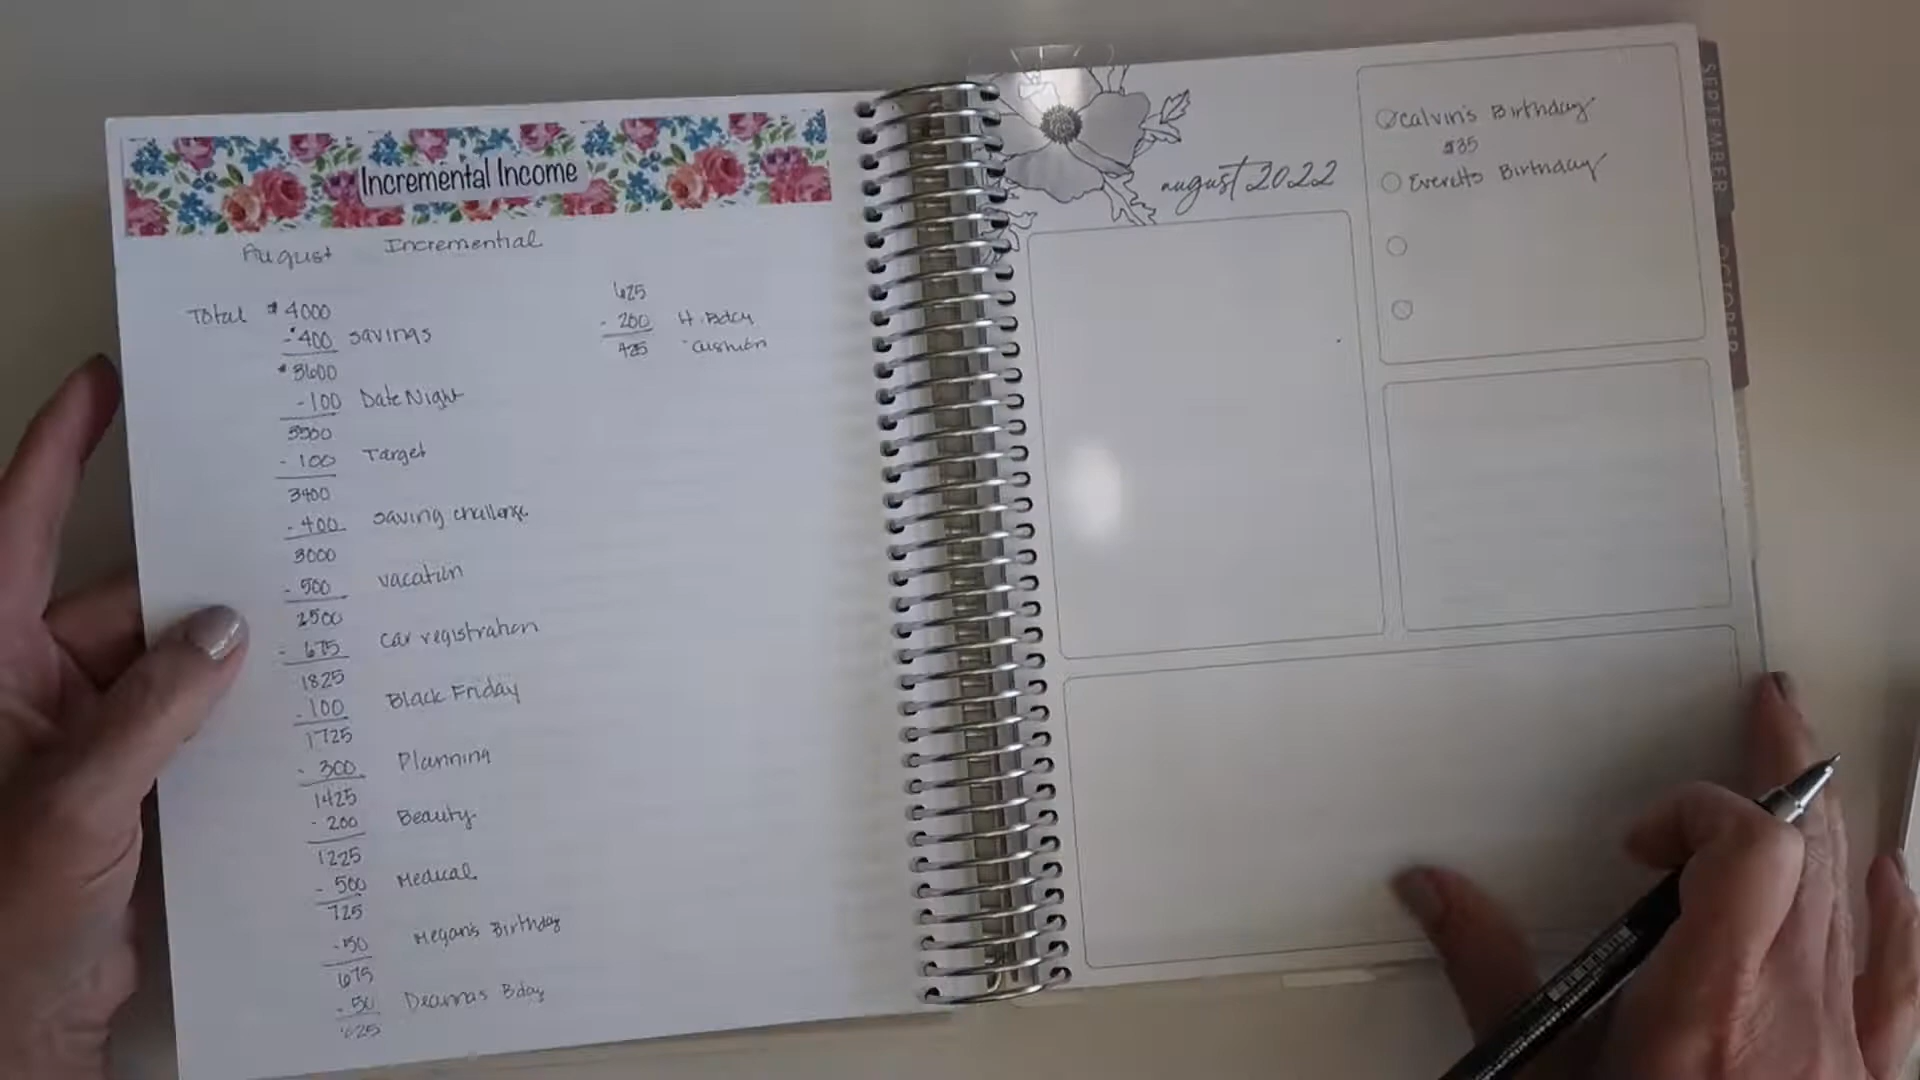 Incremental Income
August Incremential
Total $4000
- 400 savings
$3600
- 100 Date Night
3500
- 100 Target
3400
- 400 saving challenge
3000
- 500 vacation
2500
- 675 car registration
1825
- 100 Black Friday
1725
- 300 Planning
1425
- 200 Beauty
1225
- 500 Medical
725
- 50 Megan's Birthday
675
- 50 Deanna's Bday
625
625
- 200 H. Bday
425 cushion
august 2022
Calvin's Birthday
$35
Everett's Birthday
SEPTEMBER
OCTOBER